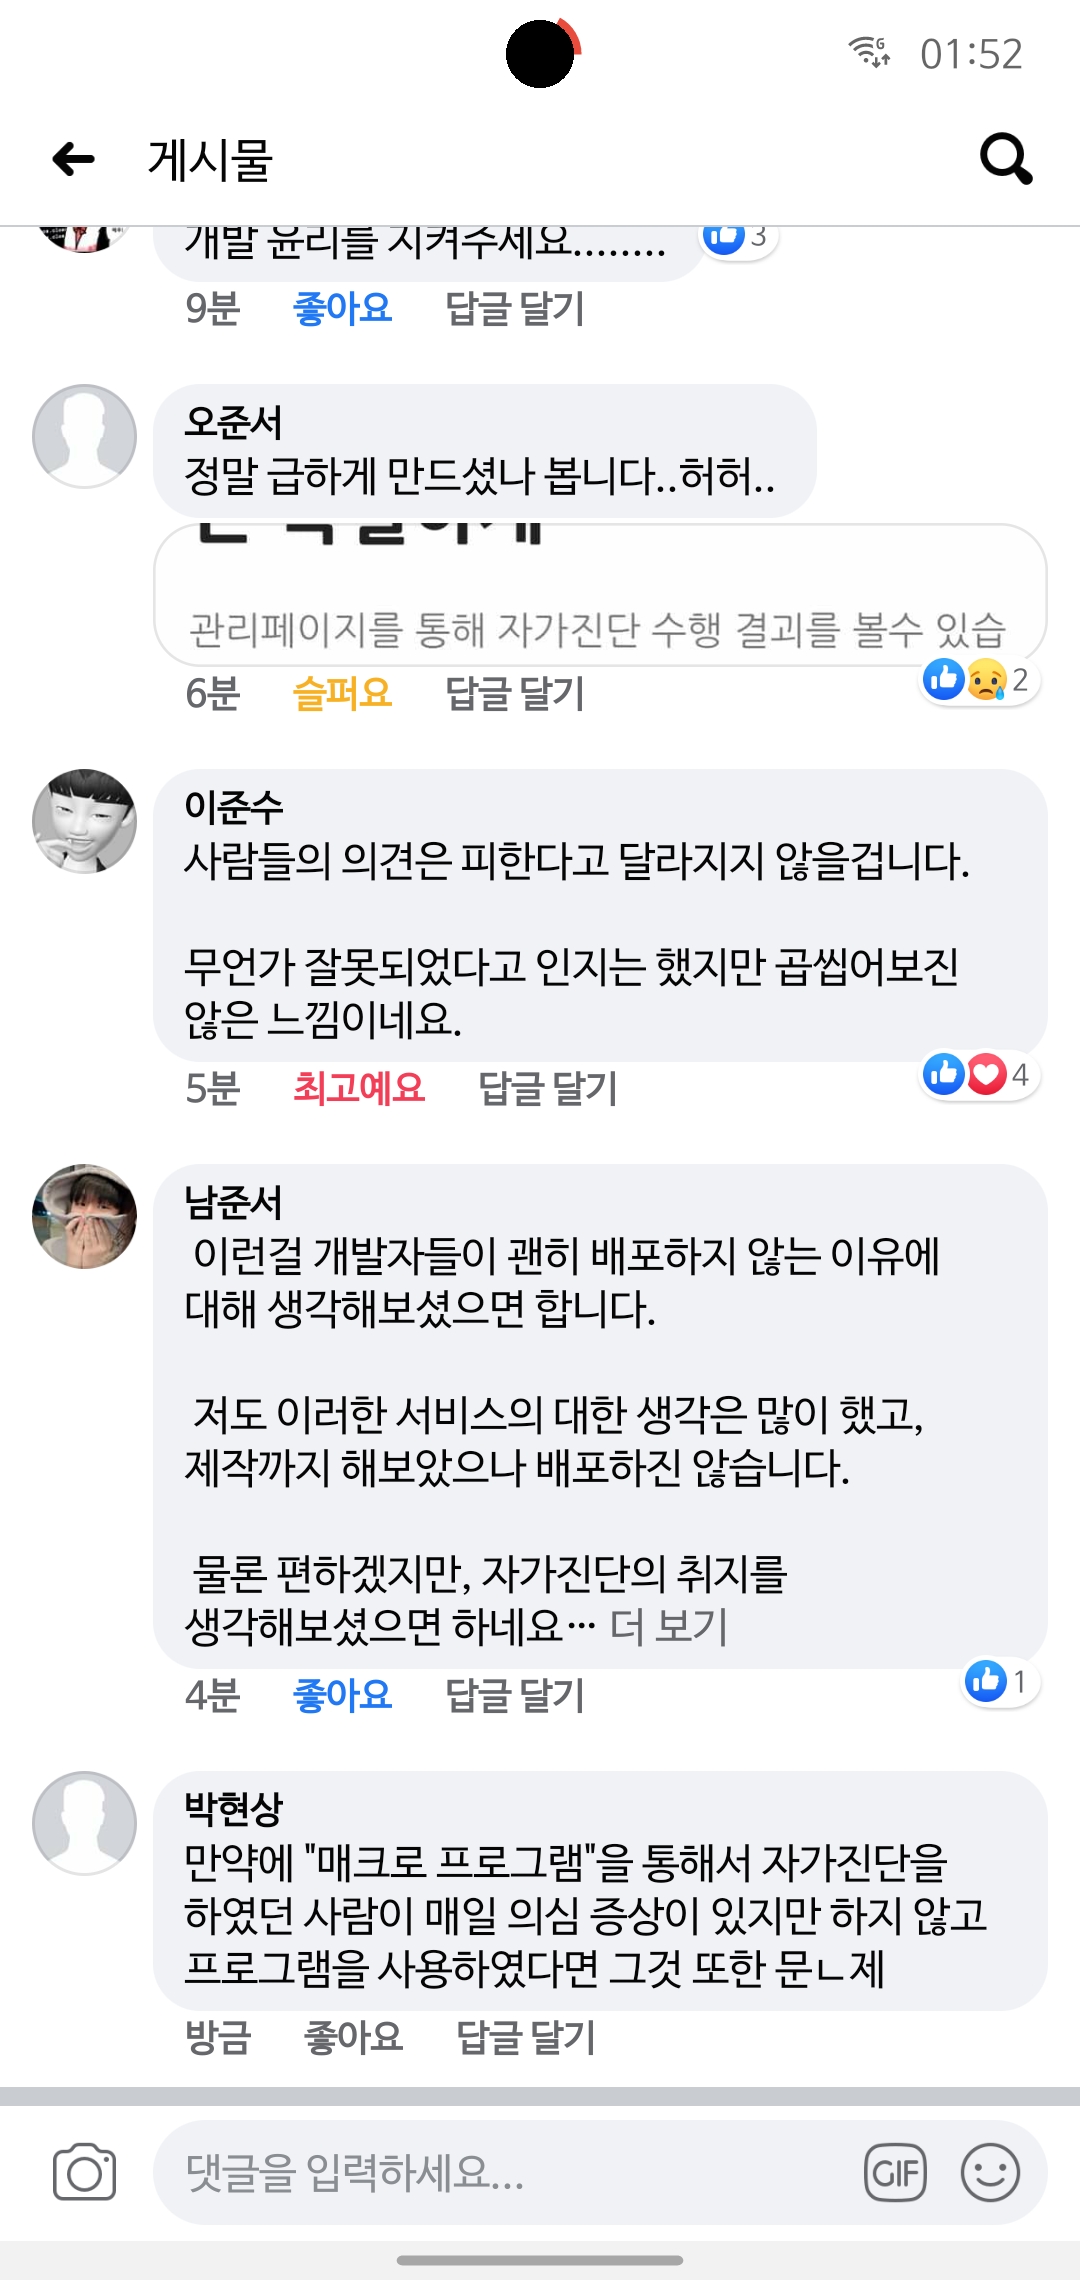 01:52
게시물
개발 윤리를 지켜주세요........
3
9분 좋아요 답글 달기
오준서
정말 급하게 만드셨나 봅니다..허허..
관리페이지를 통해 자가진단 수행 결괴를 볼수 있습
6분 슬퍼요 답글 달기
2
이준수
사람들의 의견은 피한다고 달라지지 않을겁니다.
무언가 잘못되었다고 인지는 했지만 곱씹어보진
않은 느낌이네요.
5분 최고예요 답글 달기
4
남준서
이런걸 개발자들이 괜히 배포하지 않는 이유에
대해 생각해보셨으면 합니다.
저도 이러한 서비스의 대한 생각은 많이 했고,
제작까지 해보았으나 배포하진 않습니다.
물론 편하겠지만, 자가진단의 취지를
생각해보셨으면 하네요… 더 보기
4분 좋아요 답글 달기
1
박현상
만약에 "매크로 프로그램"을 통해서 자가진단을
하였던 사람이 매일 의심 증상이 있지만 하지 않고
프로그램을 사용하였다면 그것 또한 문ㄴ제
방금 좋아요 답글 달기
댓글을 입력하세요...
GIF